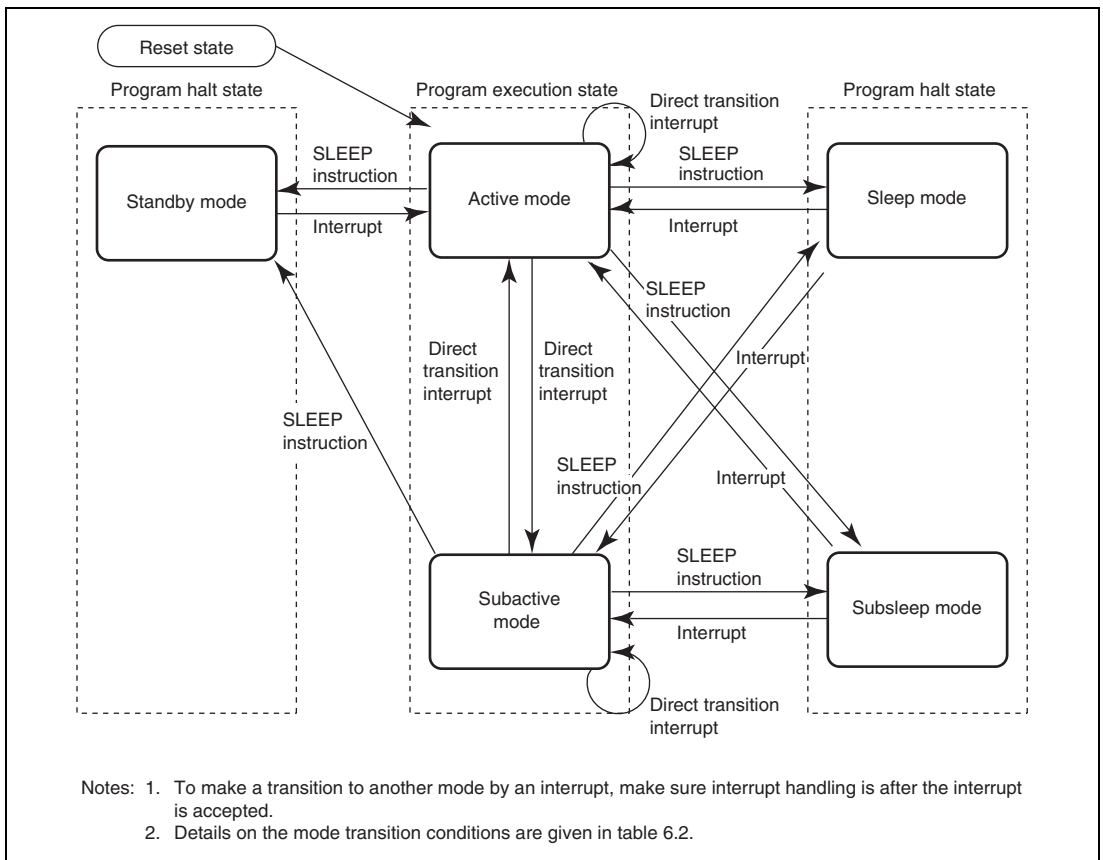 Reset state
Program halt state
Program execution state
Program halt state
Direct transition
interrupt
SLEEP
instruction
SLEEP
instruction
Standby mode
Active mode
Sleep mode
Interrupt
Interrupt
SLEEP
instruction
Direct
transition
interrupt
Direct
transition
interrupt
Interrupt
SLEEP
instruction
SLEEP
instruction
Interrupt
SLEEP
instruction
Subactive
mode
Subsleep mode
Interrupt
Direct transition
interrupt
Notes: 1. To make a transition to another mode by an interrupt, make sure interrupt handling is after the interrupt
is accepted.
2. Details on the mode transition conditions are given in table 6.2.